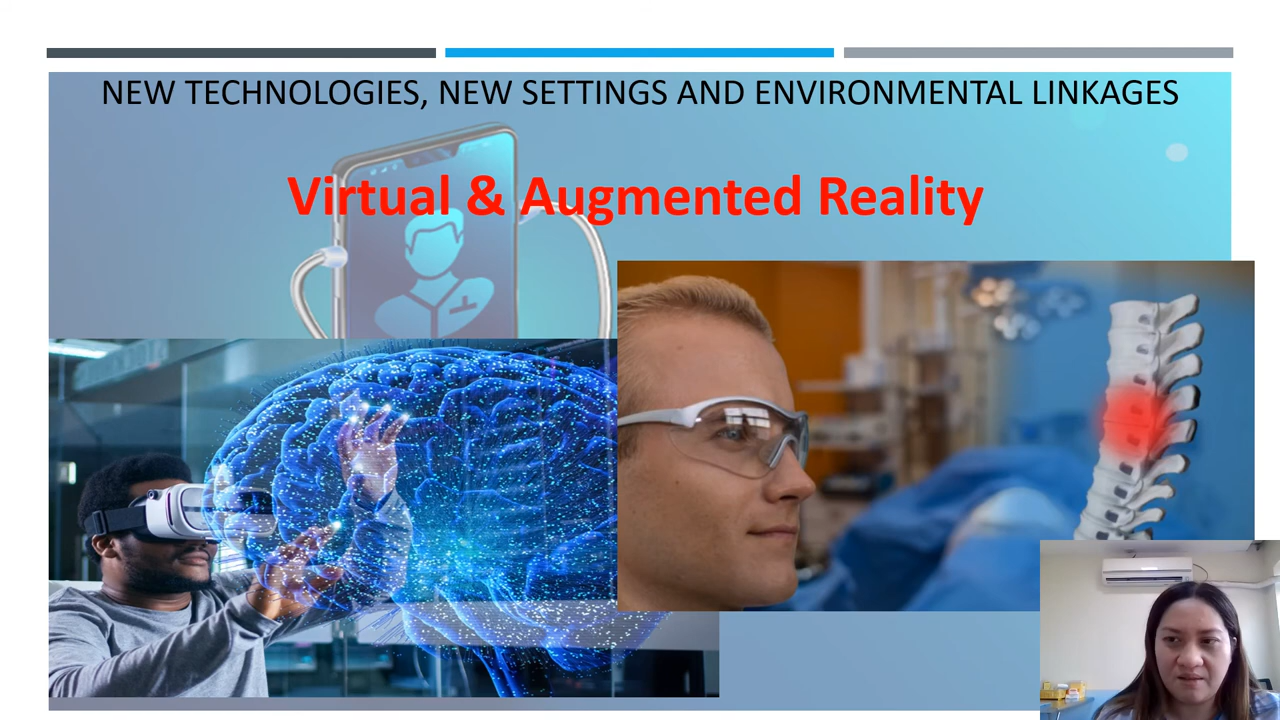 NEW TECHNOLOGIES, NEW SETTINGS AND ENVIRONMENTAL LINKAGES
Virtual & Augmented Reality